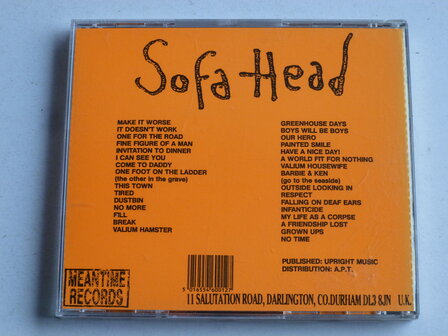 Sofa-Head
MAKE IT WORSE
IT DOESN'T WORK
ONE FOR THE ROAD
FINE FIGURE OF A MAN
INVITATION TO DINNER
I CAN SEE YOU
COME TO DADDY
ONE FOOT ON THE LADDER
(the other in the grave)
THIS TOWN
TIRED
DUSTBIN
NO MORE
FILL
BREAK
VALIUM HAMSTER
GREENHOUSE DAYS
BOYS WILL BE BOYS
OUR HERO
PAINTED SMILE
HAVE A NICE DAY!
A WORLD FIT FOR NOTHING
VALIUM HOUSEWIFE
BARBIE & KEN
(go to the seaside)
OUTSIDE LOOKING IN
RESPECT
FALLING ON DEAF EARS
INFANTICIDE
MY LIFE AS A CORPSE
A FRIENDSHIP LOST
GROWN UPS
NO TIME
PUBLISHED: UPRIGHT MUSIC
DISTRIBUTION: A.P.T.
MEANTIME
RECORDS
5 016554 600127
11 SALUTATION ROAD, DARLINGTON, CO.DURHAM DL3 8JN U.K.